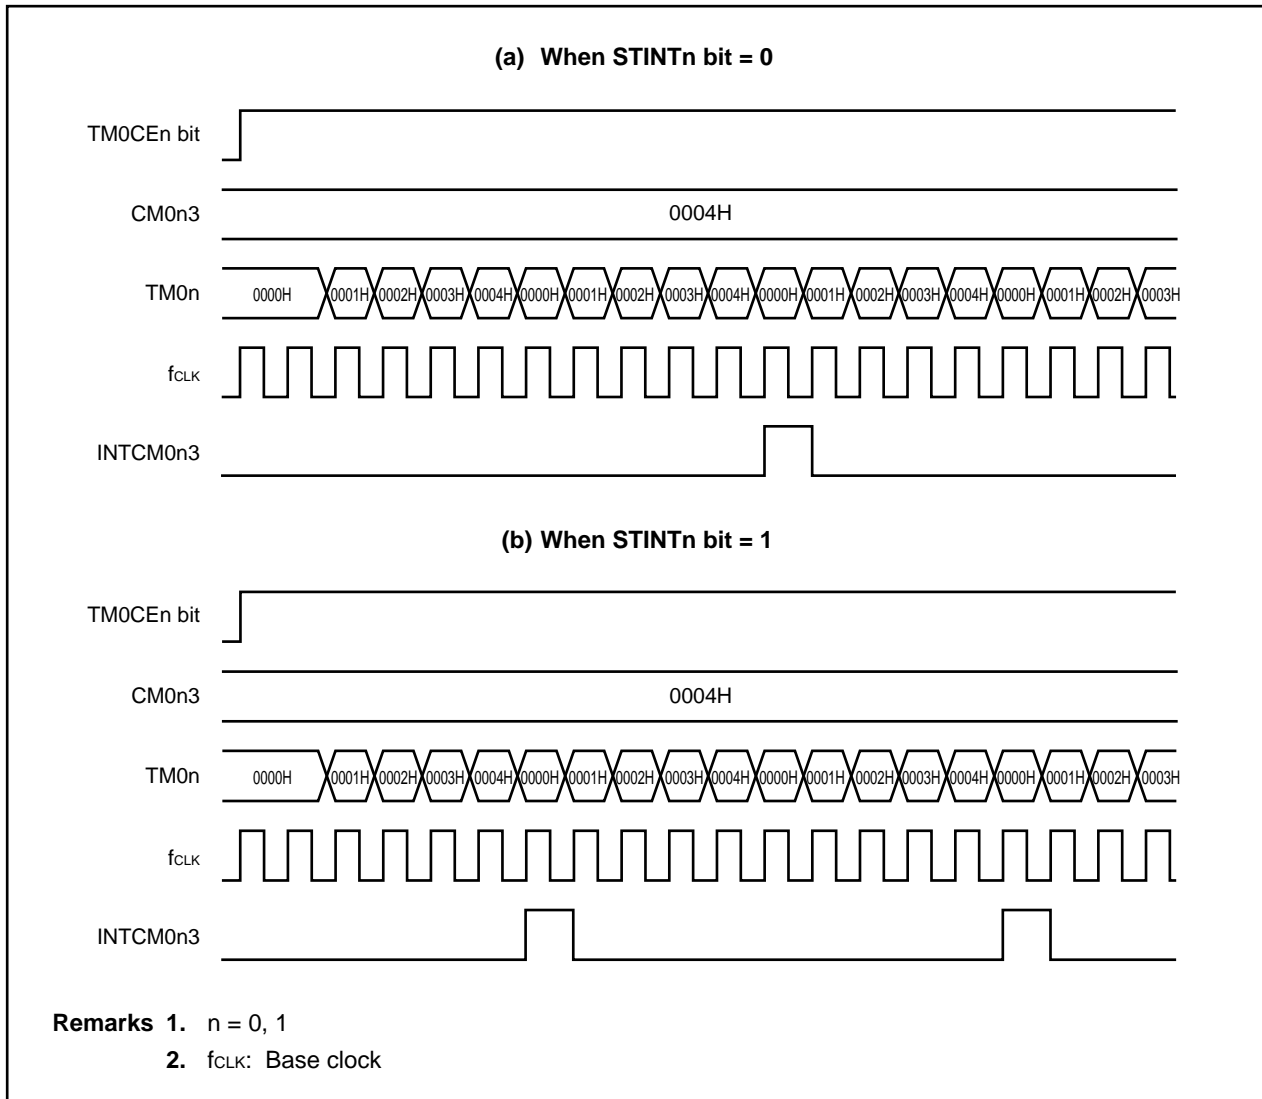 (a) When STINTn bit = 0
TM0CEn bit
CM0n3 0004H
TM0n 0000H 0001H 0002H 0003H 0004H 0000H 0001H 0002H 0003H 0004H 0000H 0001H 0002H 0003H 0004H 0000H 0001H 0002H 0003H
fCLK
INTCM0n3
(b) When STINTn bit = 1
TM0CEn bit
CM0n3 0004H
TM0n 0000H 0001H 0002H 0003H 0004H 0000H 0001H 0002H 0003H 0004H 0000H 0001H 0002H 0003H 0004H 0000H 0001H 0002H 0003H
fCLK
INTCM0n3
Remarks 1. n = 0, 1
2. fCLK: Base clock